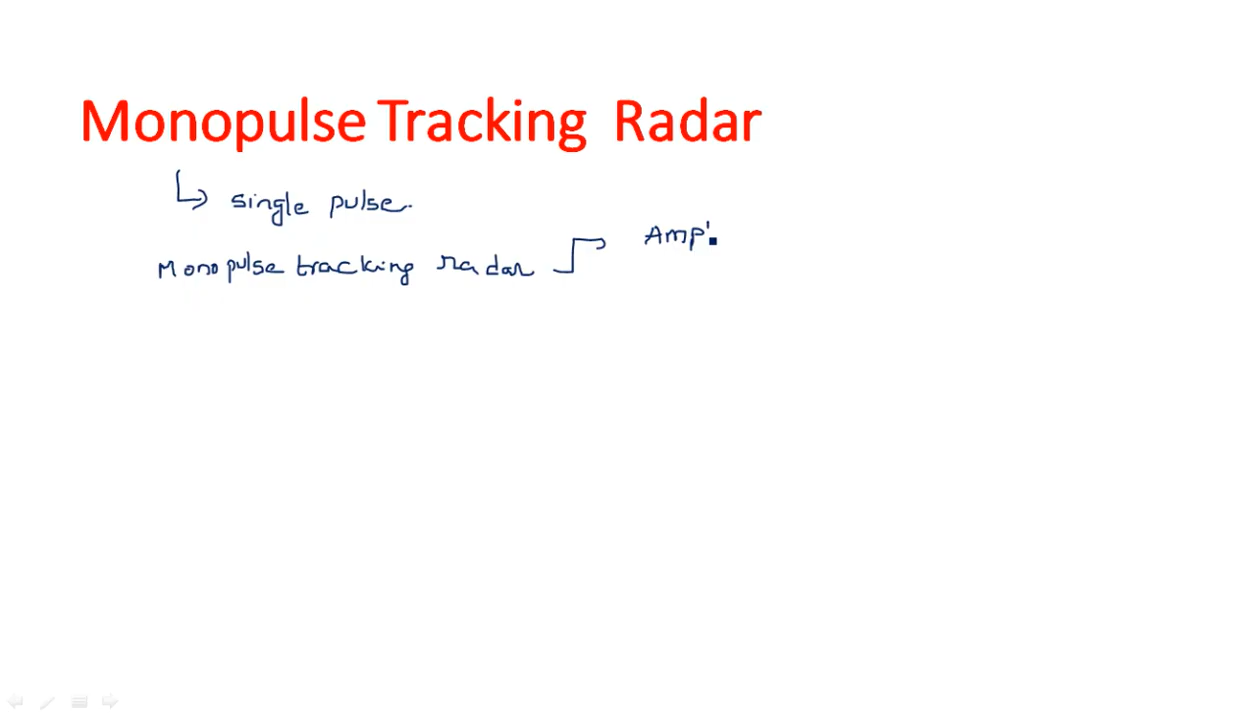 Monopulse Tracking Radar
single pulse.
Monopulse tracking radar
Amp